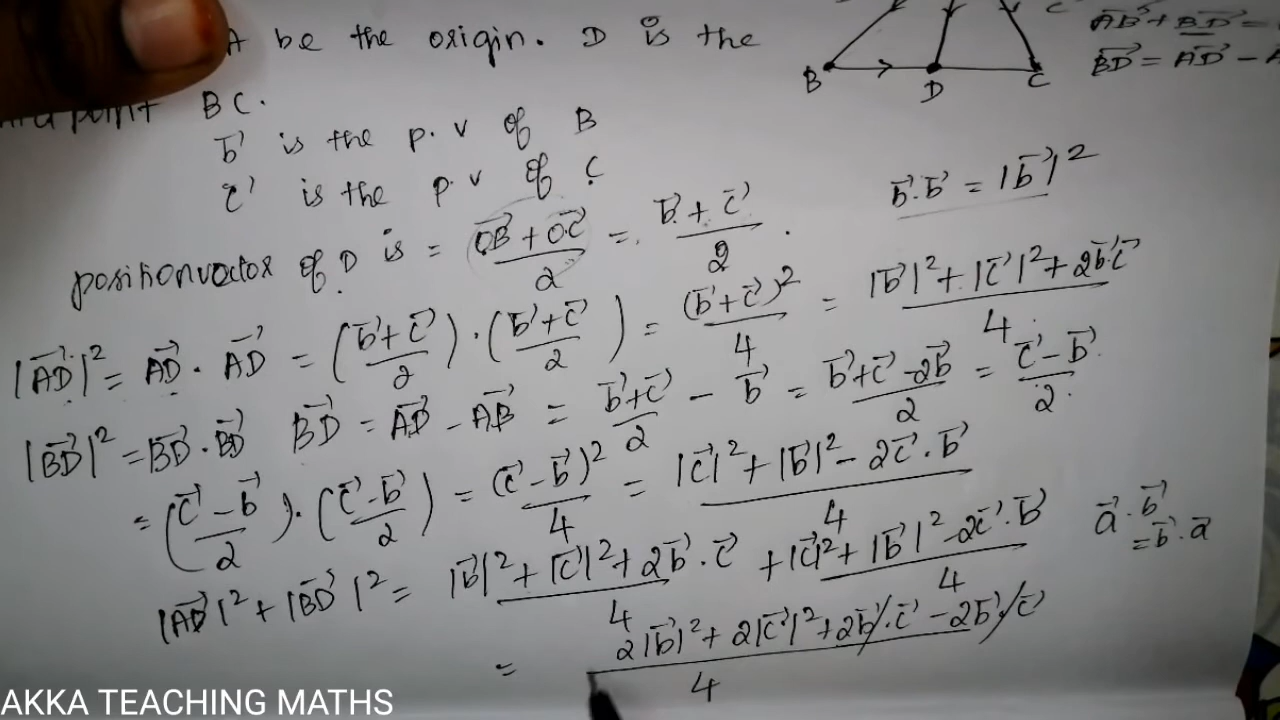 A be the origin. D is the
midpoint BC.
B D C
C
AD⃗ + BD⃗ =
BD⃗ = AD⃗ - A
b⃗ is the p.v of B
c⃗ is the p.v of C
b⃗.b⃗ = |b⃗|²
position vector of D is = (OB⃗ + OC⃗)/2 = (b⃗ + c⃗)/2.
|AD⃗|² = AD⃗ . AD⃗ = ((b⃗+c⃗)/2).((b⃗+c⃗)/2) = (b⃗+c⃗)²/4 = (|b⃗|²+|c⃗|²+2b⃗.c⃗)/4
|BD⃗|² = BD⃗.BD⃗ BD⃗ = AD⃗ - AB⃗ = (b⃗+c⃗)/2 - b⃗ = (b⃗+c⃗-2b⃗)/2 = (c⃗-b⃗)/2.
= ((c⃗-b⃗)/2).((c⃗-b⃗)/2) = (c⃗-b⃗)²/4 = (|c⃗|²+|b⃗|²-2c⃗.b⃗)/4
a⃗.b⃗
= b⃗.a⃗
|AD⃗|²+|BD⃗|² = (|b⃗|²+|c⃗|²+2b⃗.c⃗)/4 + (|c⃗|²+|b⃗|²-2c⃗.b⃗)/4
= (2|b⃗|²+2|c⃗|²+2b⃗.c⃗-2b⃗.c⃗)/4
AKKA TEACHING MATHS